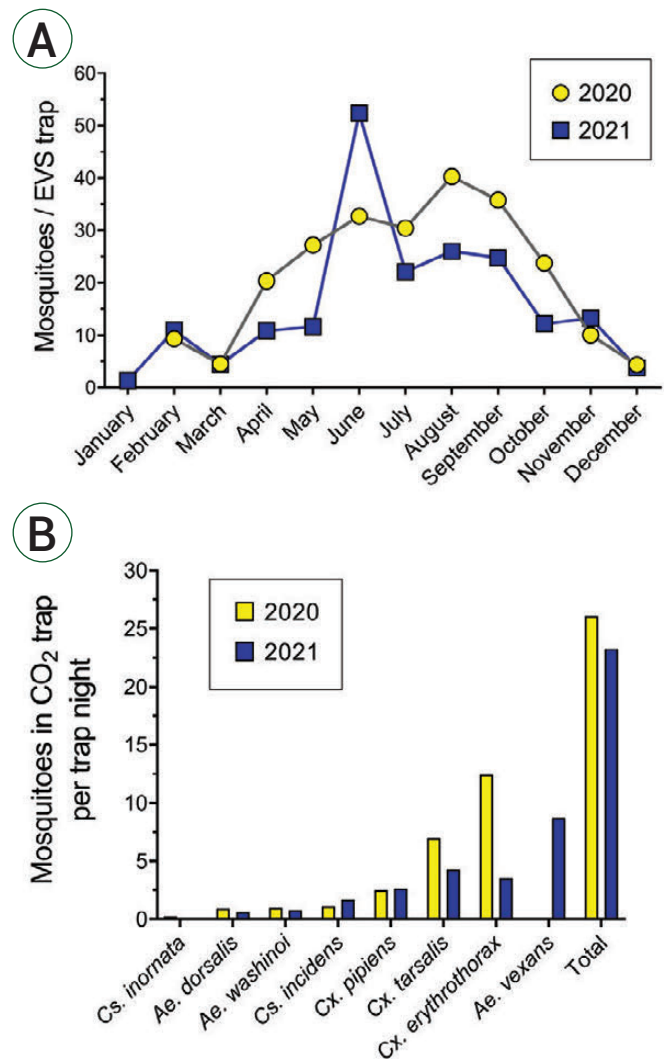 A
Mosquitoes / EVS trap
60
50
40
30
20
10
0
2020
2021
January
February
March
April
May
June
July
August
September
October
November
December
B
Mosquitoes in CO₂ trap
per trap night
30
25
20
15
10
5
0
2020
2021
Cs. inornata
Ae. dorsalis
Ae. washinoi
Cs. incidens
Cx. pipiens
Cx. tarsalis
Cx. erythrothorax
Ae. vexans
Total